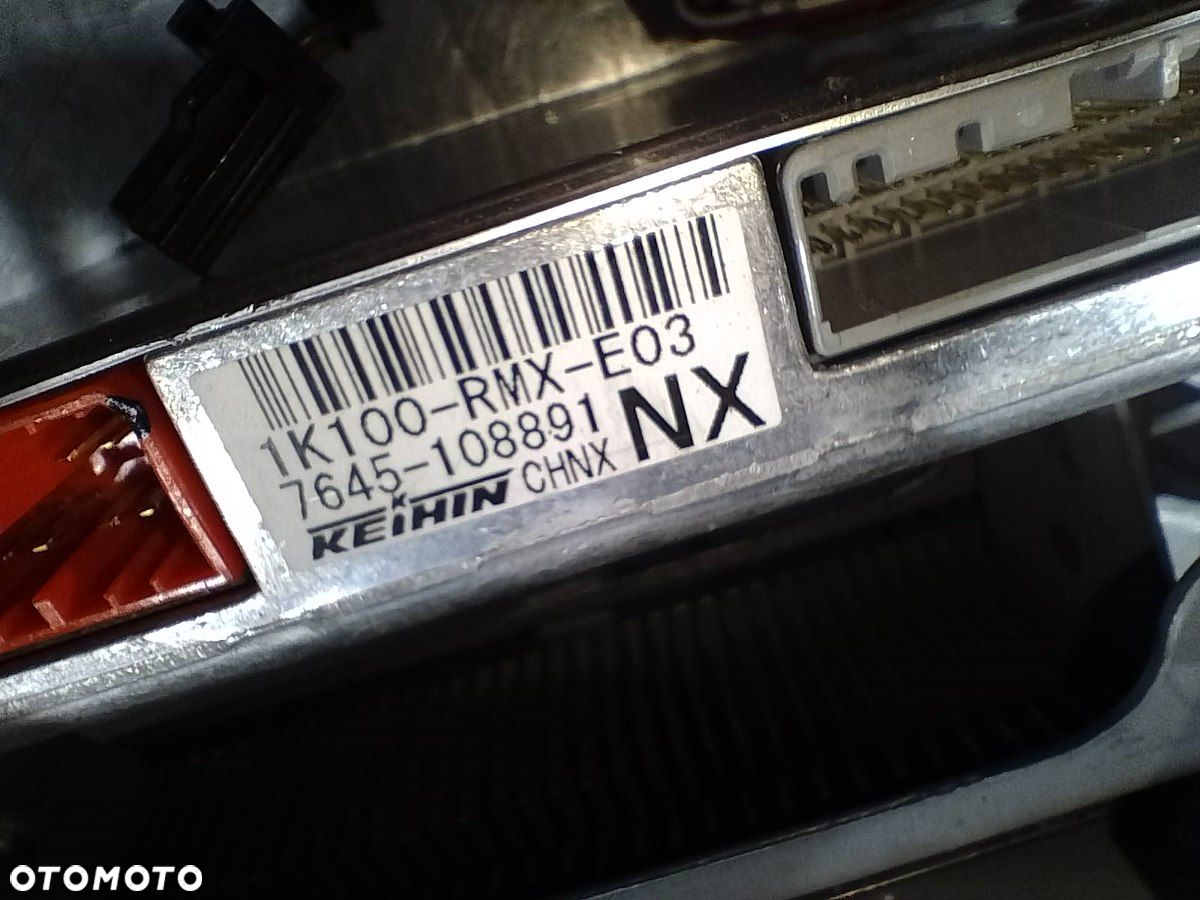 1K100-RMX-E03
7645-108891
NX
KEIHIN CHNX
OTOMOTO